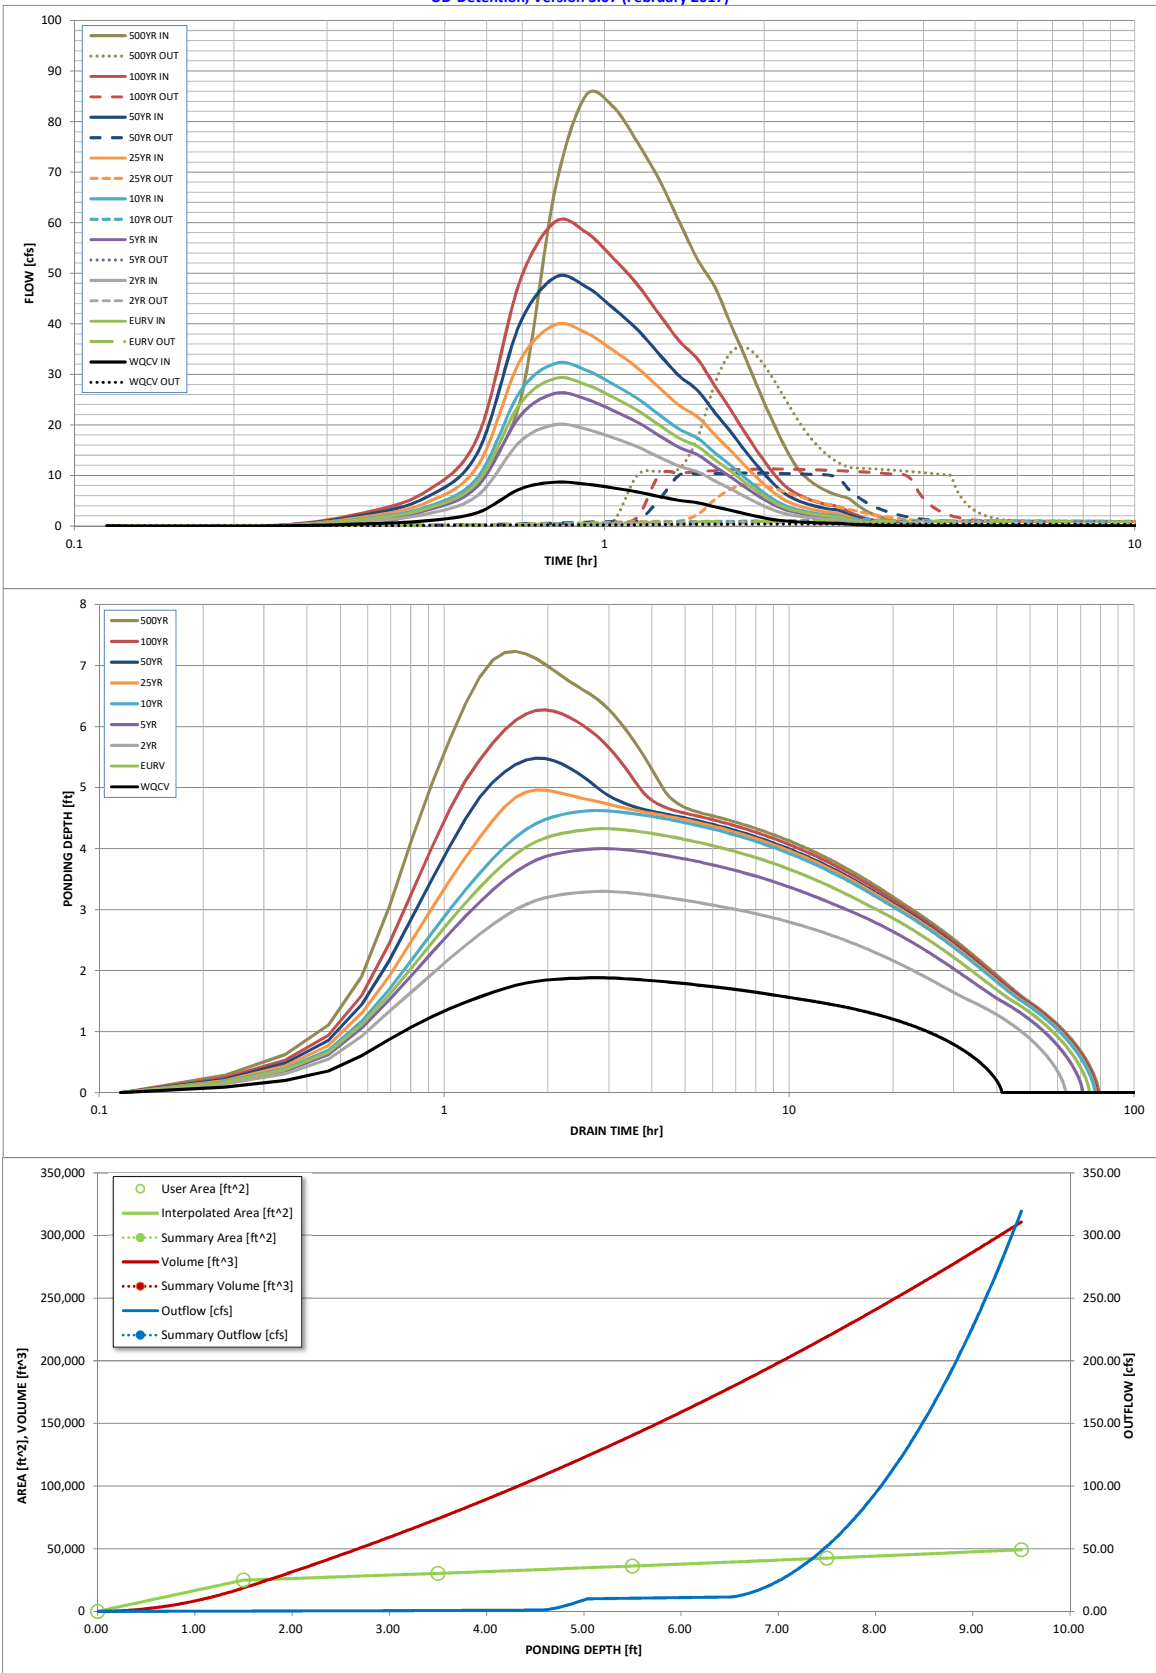 UD-Detention, Version 3.07 (February 2017)
100
90
80
70
60
50
40
30
20
10
0
FLOW [cfs]
500YR IN
500YR OUT
100YR IN
100YR OUT
50YR IN
50YR OUT
25YR IN
25YR OUT
10YR IN
10YR OUT
5YR IN
5YR OUT
2YR IN
2YR OUT
EURV IN
EURV OUT
WQCV IN
WQCV OUT
0.1 1 10
TIME [hr]
8
7
6
5
4
3
2
1
0
PONDING DEPTH [ft]
500YR
100YR
50YR
25YR
10YR
5YR
2YR
EURV
WQCV
0.1 1 10 100
DRAIN TIME [hr]
350,000
300,000
250,000
200,000
150,000
100,000
50,000
0
AREA [ft^2], VOLUME [ft^3]
User Area [ft^2]
Interpolated Area [ft^2]
Summary Area [ft^2]
Volume [ft^3]
Summary Volume [ft^3]
Outflow [cfs]
Summary Outflow [cfs]
350.00
300.00
250.00
200.00
150.00
100.00
50.00
0.00
OUTFLOW [cfs]
0.00 1.00 2.00 3.00 4.00 5.00 6.00 7.00 8.00 9.00 10.00
PONDING DEPTH [ft]